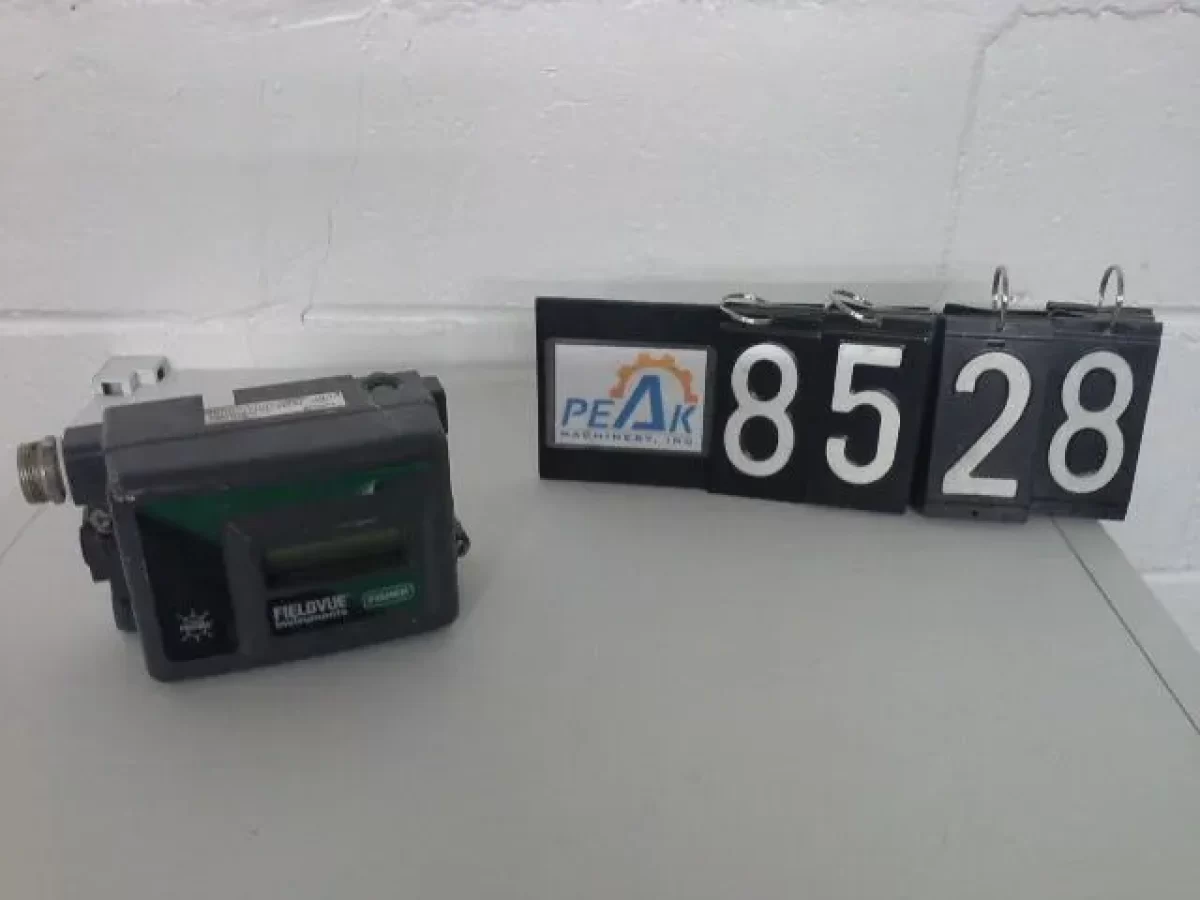 PEAK
MACHINERY, INC
8528
FIELDVUE
Instruments
FISHER